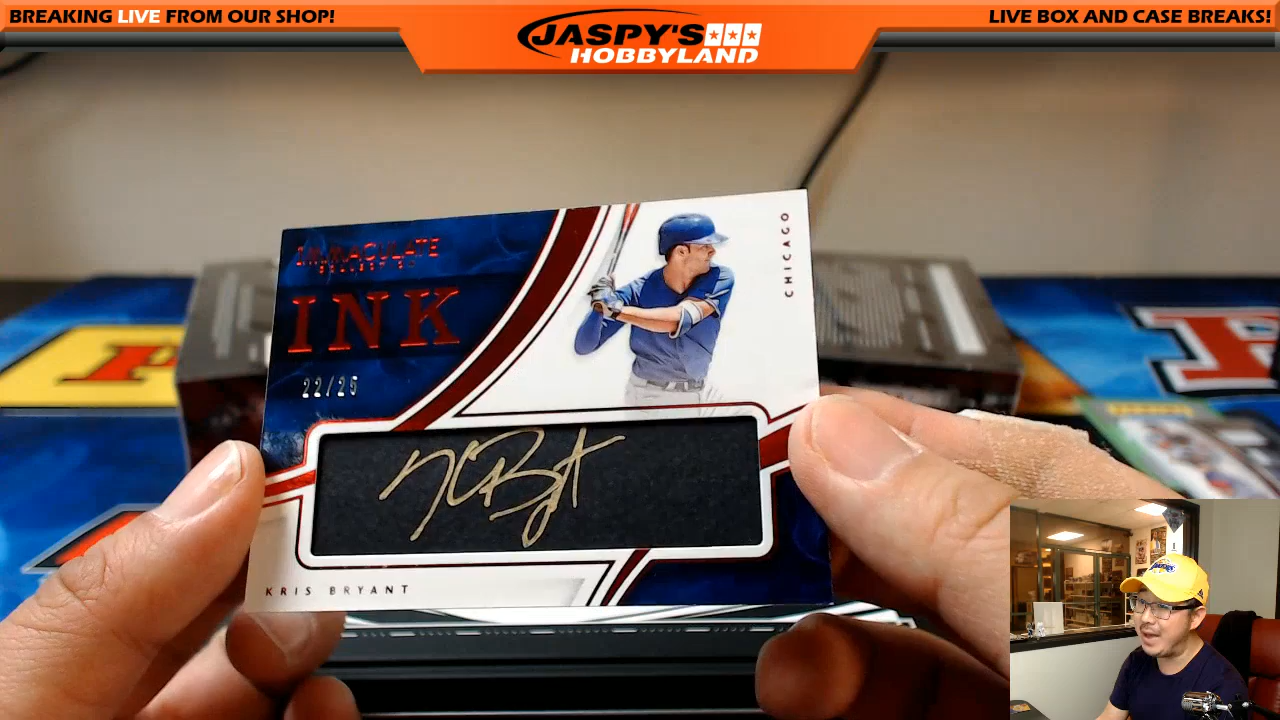 BREAKING LIVE FROM OUR SHOP!
JASPY'S
HOBBYLAND
LIVE BOX AND CASE BREAKS!
IMMACULATE
INK
22/25
CHICAGO
KRIS BRYANT